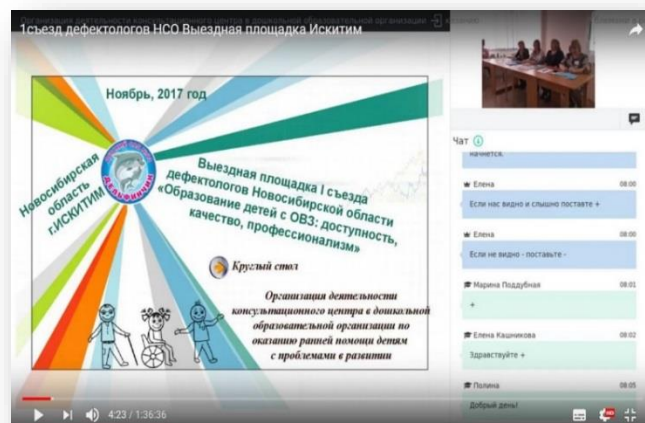 1съезд дефектологов НСО Выездная площадка Искитим
Ноябрь, 2017 год
Новосибирская
область
г.ИСКИТИМ
ДЕЛЬФИНЧИК
Выездная площадка I съезда
дефектологов Новосибирской области
«Образование детей с ОВЗ: доступность,
качество, профессионализм»
Круглый стол
Организация деятельности
консультационного центра в дошкольной
образовательной организации по
оказанию ранней помощи детям
с проблемами в развитии
4:23 / 1:36:36
Чат
начнется.
Елена 08:00
Если нас видно и слышно поставте +
Елена 08:00
Если не видно - поставьте -
Марина Поддубная 08:01
+
Елена Кашникова 08:02
Здравствуйте +
Полина 08:05
Добрый день!
HD